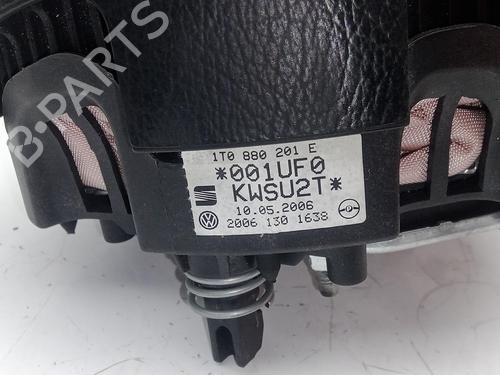 B-PARTS
1T0 880 201 E
*001UF0
KWSU2T*
10.05.2006
2006 130 1638